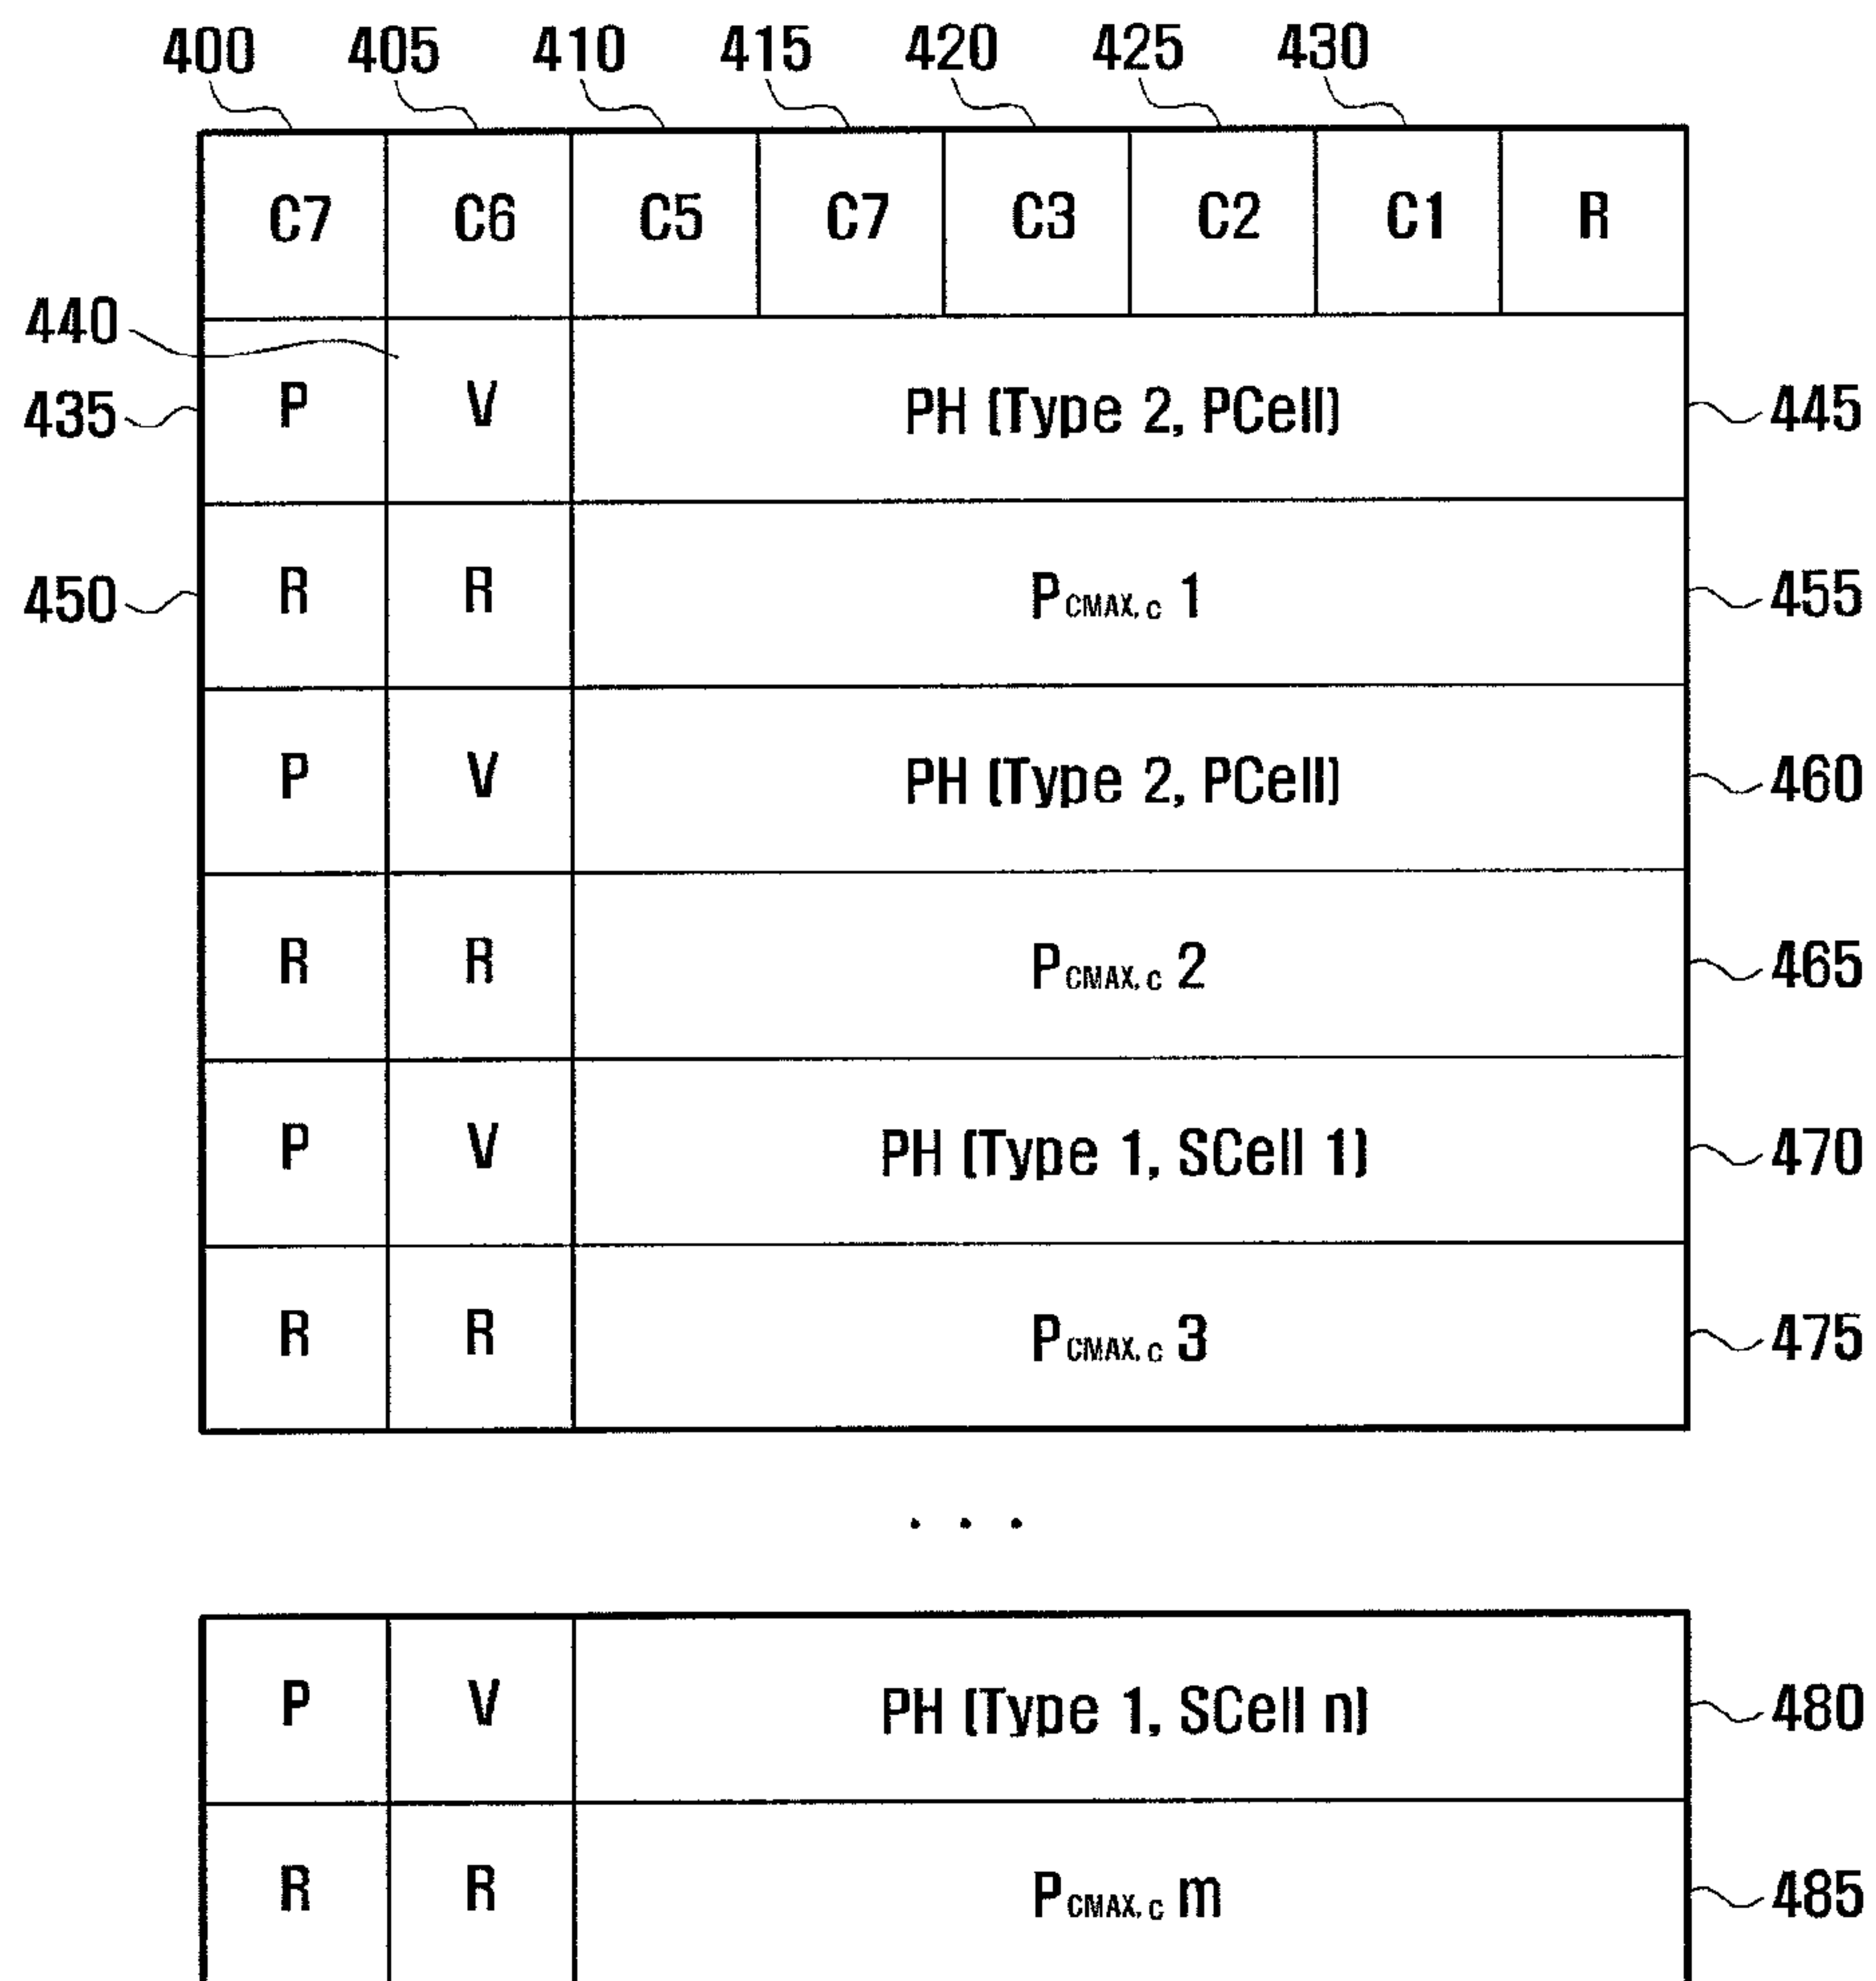 400 405 410 415 420 425 430
C7 C6 C5 C7 C3 C2 C1 R
440
435 P V PH (Type 2, PCell) 445
450 R R PCMAX, c 1 455
P V PH (Type 2, PCell) 460
R R PCMAX, c 2 465
P V PH (Type 1, SCell 1) 470
R R PCMAX, c 3 475
. . .
P V PH (Type 1, SCell n) 480
R R PCMAX, c m 485